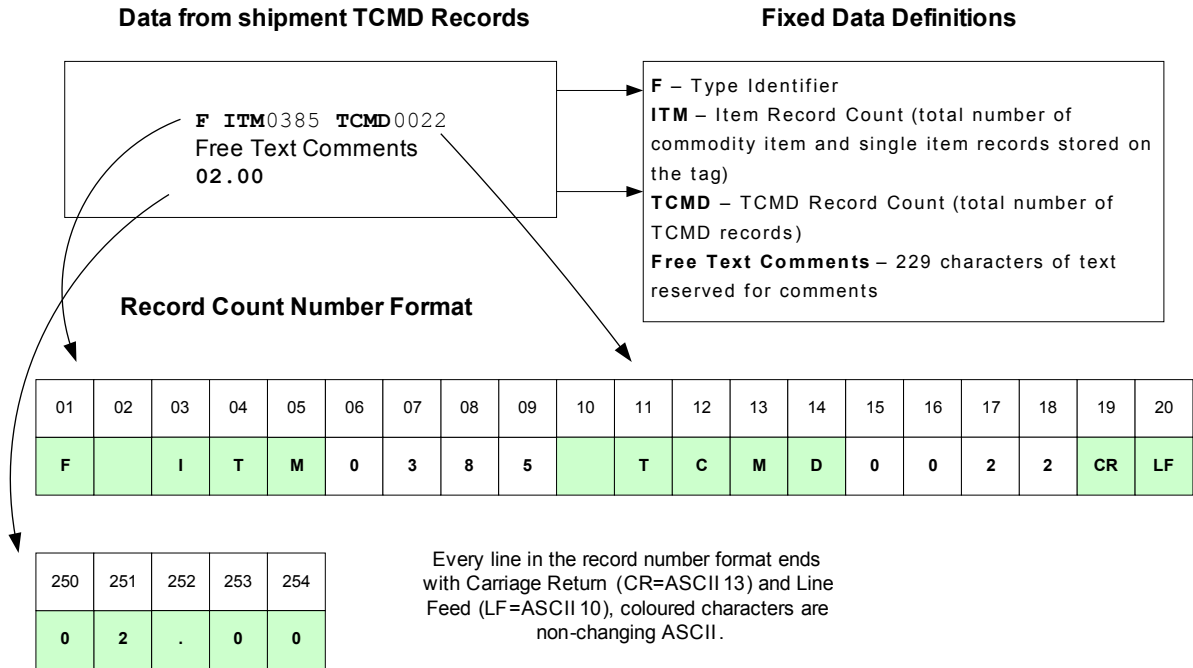 Data from shipment TCMD Records
Fixed Data Definitions
F ITM0385 TCMD0022
Free Text Comments
02.00
F – Type Identifier
ITM – Item Record Count (total number of
commodity item and single item records stored on
the tag)
TCMD – TCMD Record Count (total number of
TCMD records)
Free Text Comments – 229 characters of text
reserved for comments
Record Count Number Format
01 02 03 04 05 06 07 08 09 10 11 12 13 14 15 16 17 18 19 20
F I T M 0 3 8 5 T C M D 0 0 2 2 CR LF
250 251 252 253 254
0 2 . 0 0
Every line in the record number format ends
with Carriage Return (CR=ASCII 13) and Line
Feed (LF=ASCII 10), coloured characters are
non-changing ASCII.